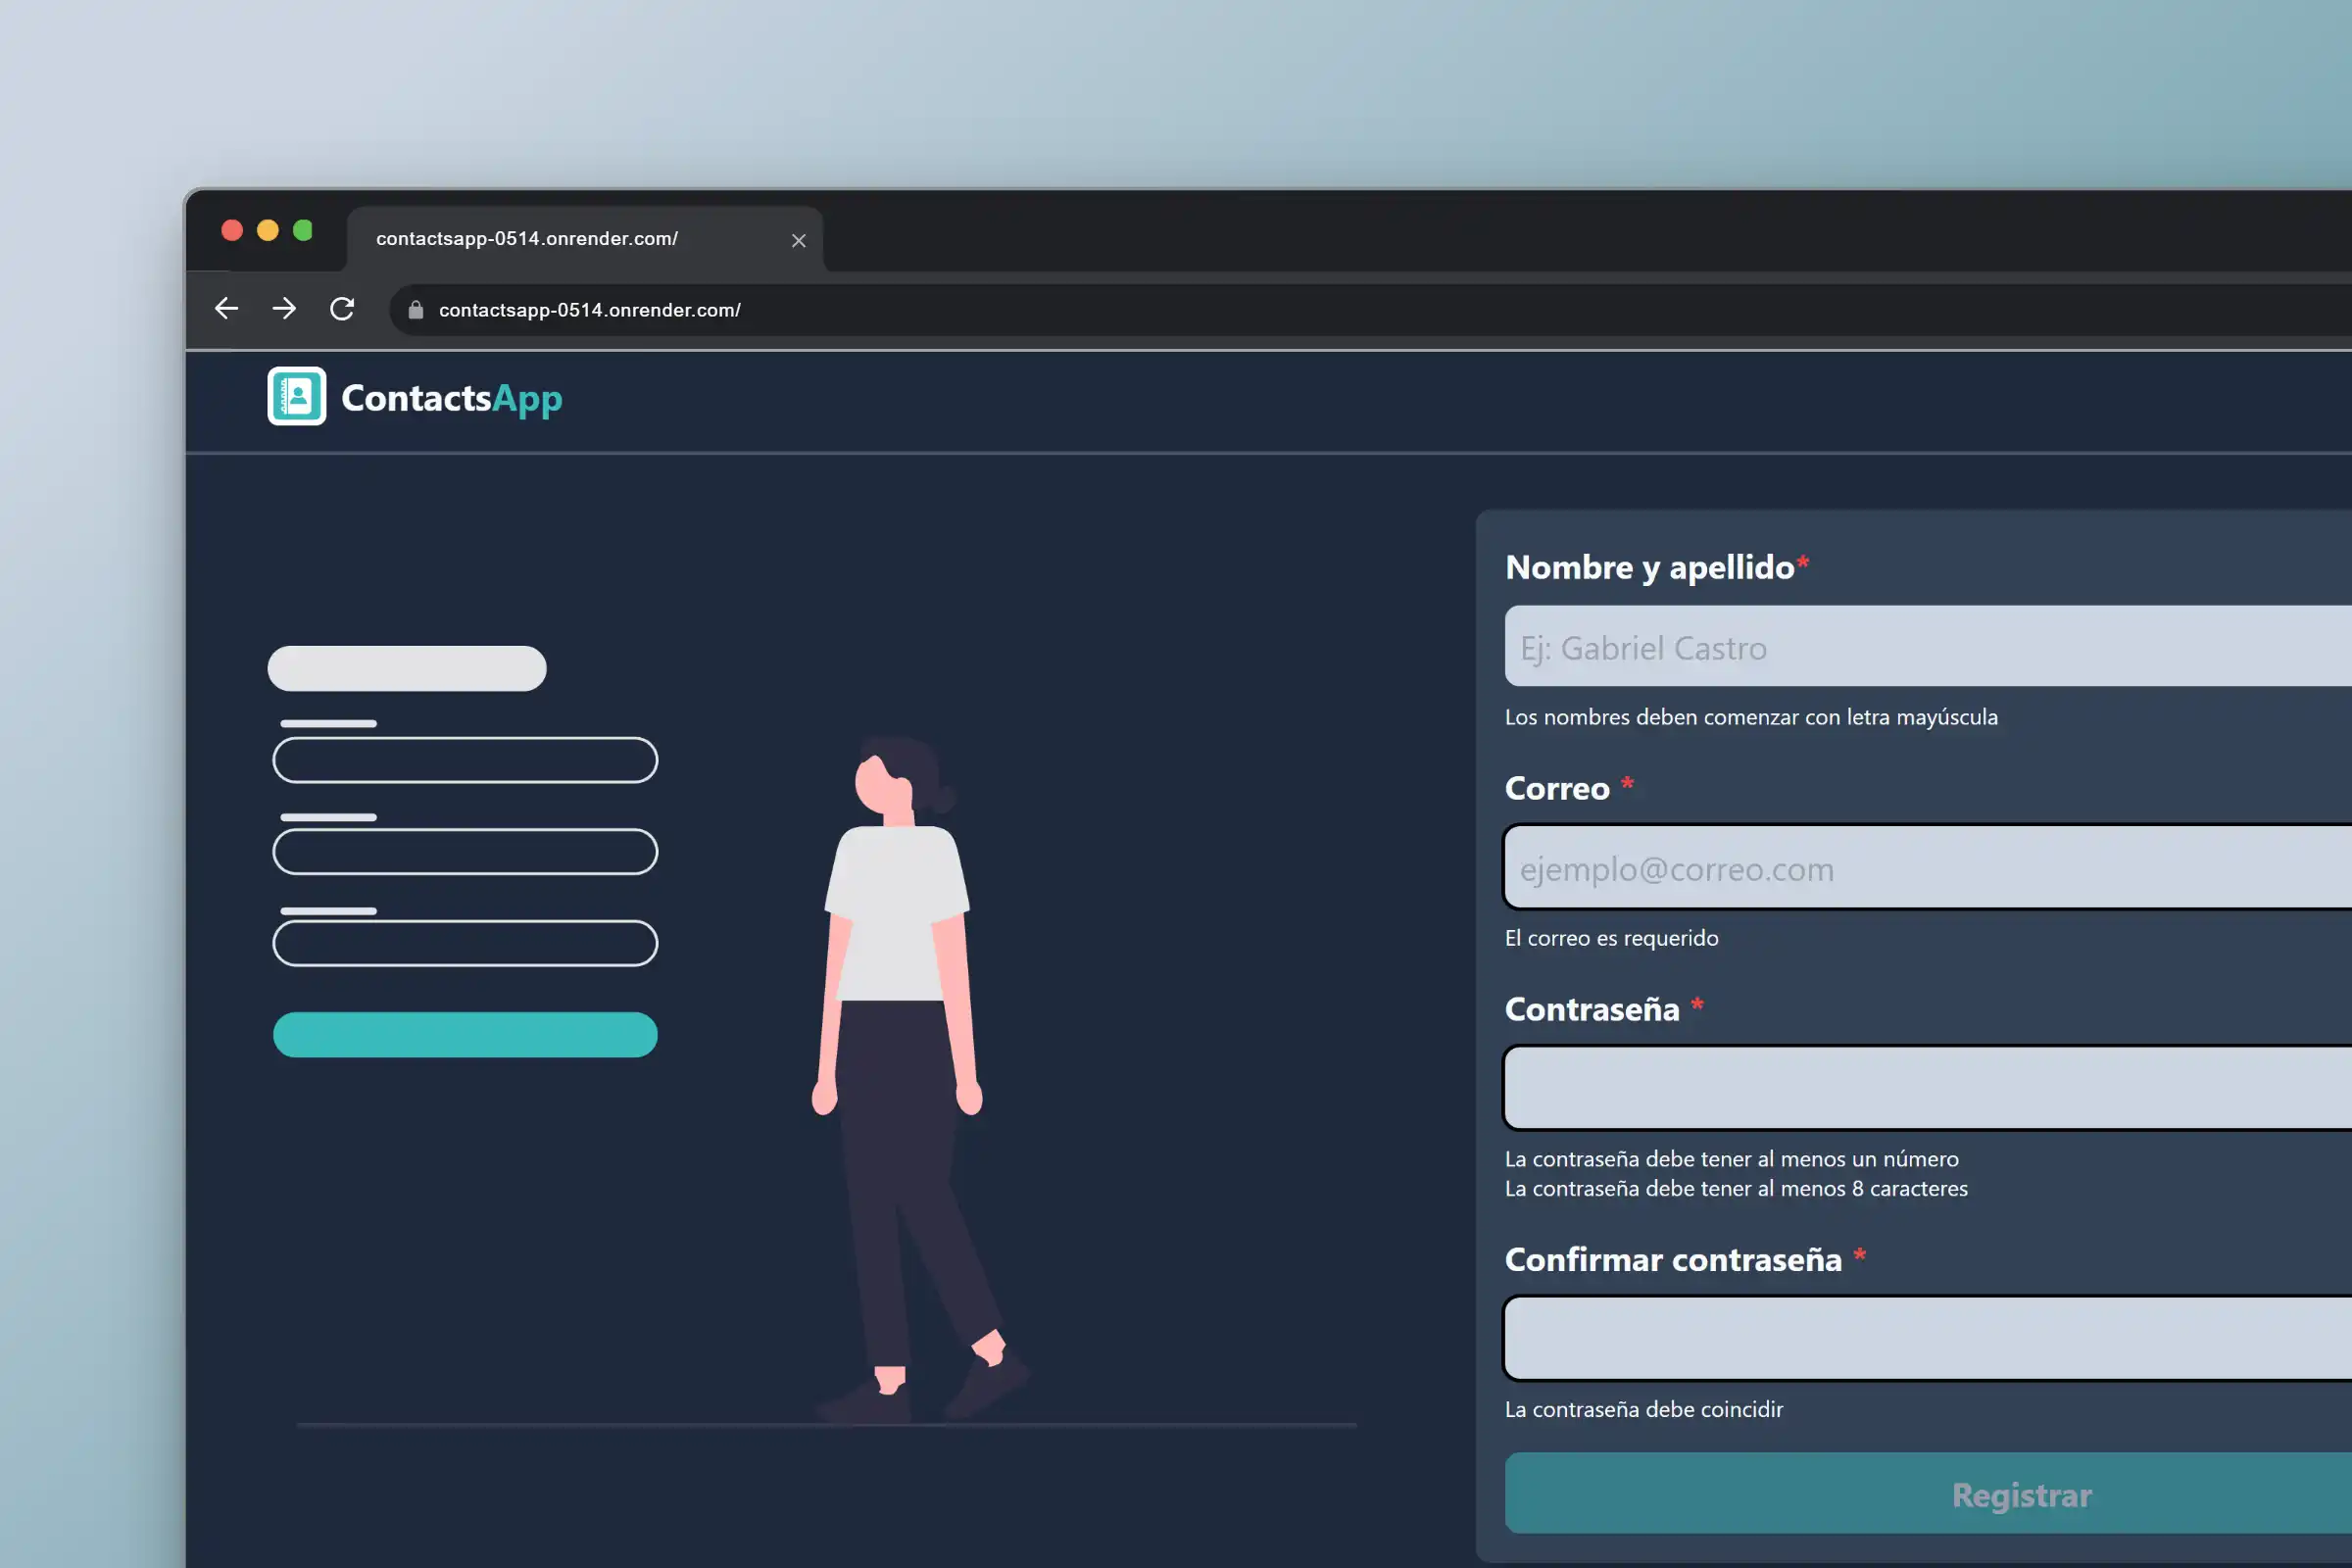 contactsapp-0514.onrender.com/
contactsapp-0514.onrender.com/
ContactsApp
Nombre y apellido*
Ej: Gabriel Castro
Los nombres deben comenzar con letra mayúscula
Correo *
ejemplo@correo.com
El correo es requerido
Contraseña *
La contraseña debe tener al menos un número
La contraseña debe tener al menos 8 caracteres
Confirmar contraseña *
La contraseña debe coincidir
Registrar